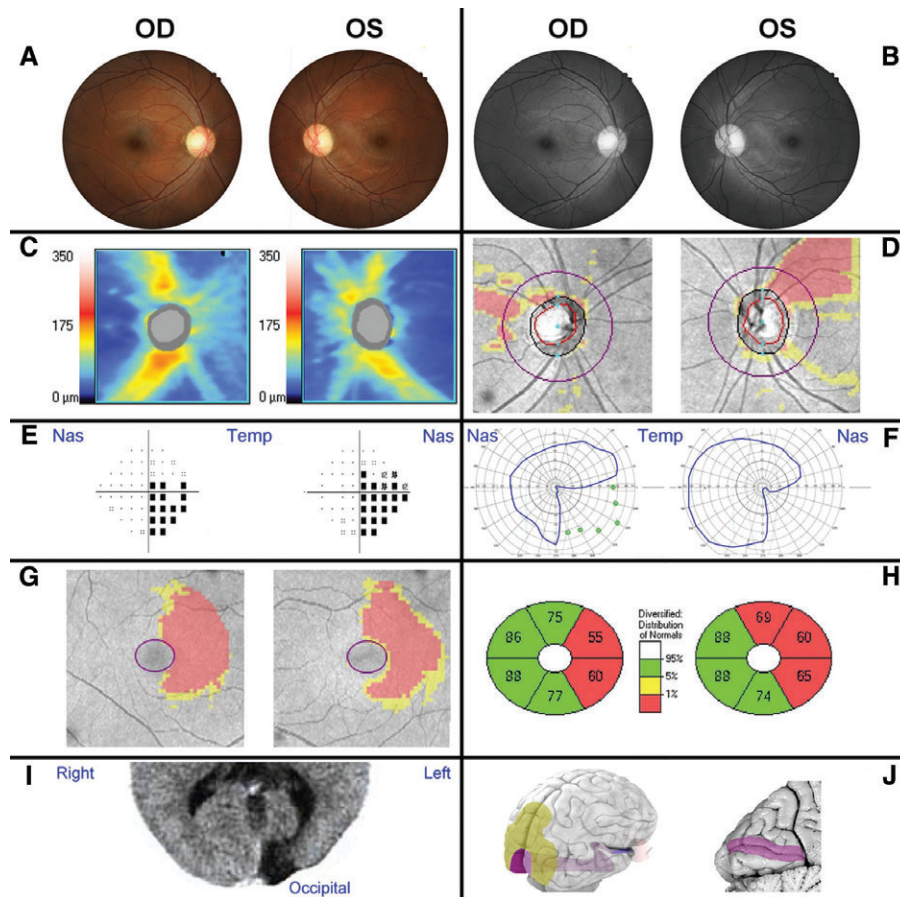 OD OS OD OS
A B
C D
350 350
175 175
0 µm 0 µm
E F
Nas Temp Nas
Nas Temp Nas
G H
75 69
86 55 88 60
88 60 88 65
77 74
Diversified:
Distribution
of Normals
95%
5%
1%
I J
Right Left
Occipital